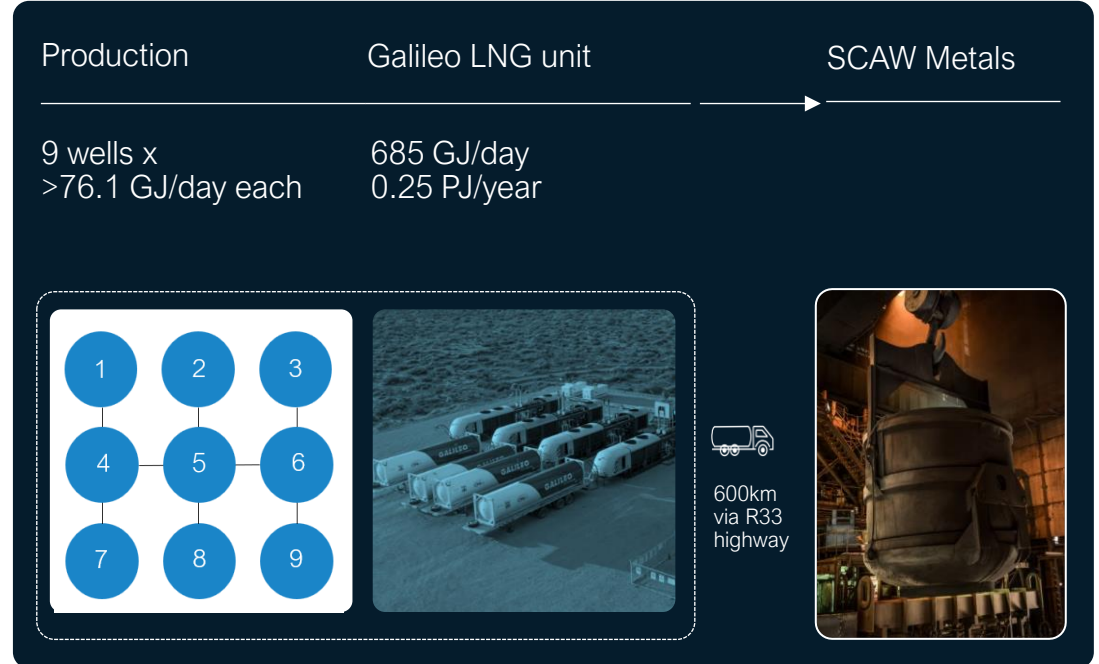 Production
Galileo LNG unit
SCAW Metals
9 wells x
>76.1 GJ/day each
685 GJ/day
0.25 PJ/year
1
2
3
4
5
6
7
8
9
GALILEO
GALILEO
GALILEO
600km
via R33
highway